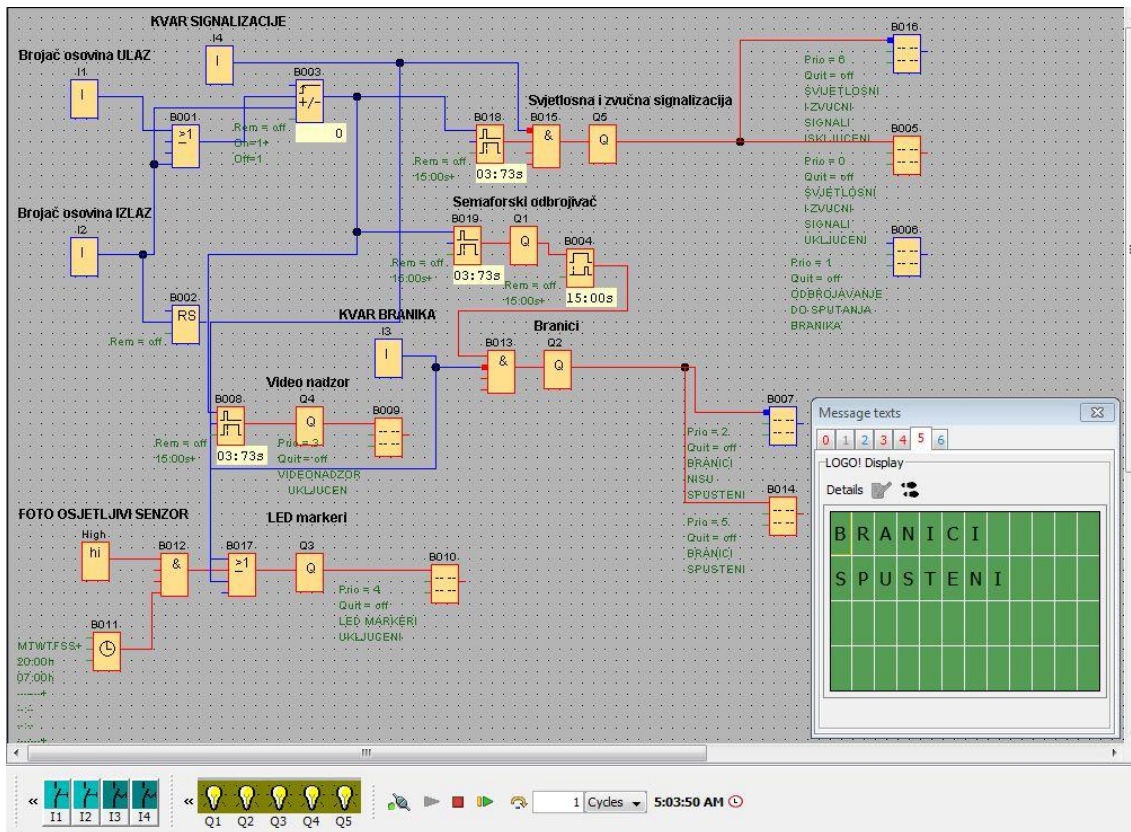 KVAR SIGNALIZACIJE
I4
I
Brojač osovina ULAZ
I1
I
B001
≥1
B003
+/-
Rem = off
On=1+
Off=1
0
B018
Rem = off
15:00s+
03:73s
Svjetlosna i zvučna signalizacija
B015
&
Q5
Q
B016
Prio = 6
Quit = off
SVJETLOSNI
I ZVUCNI
SIGNALI
ISKLJUCENI
B005
Prio = 0
Quit = off
SVJETLOSNI
I ZVUCNI
SIGNALI
UKLJUCENI
B006
Prio = 1
Quit = off
ODBROJAVANJE
DO SPUTANJA
BRANIKA
Brojač osovina IZLAZ
I2
I
B002
RS
Rem = off
Semaforski odbrojivač
B019
Rem = off
15:00s+
03:73s
Q1
Q
B004
Rem = off
15:00s+
15:00s
KVAR BRANIKA
I3
I
Branici
B013
&
Q2
Q
B007
Prio = 2
Quit = off
BRANICI
NISU
SPUSTENI
B014
Prio = 5
Quit = off
BRANICI
SPUSTENI
Video nadzor
B008
Rem = off
15:00s+
03:73s
Q4
Q
B009
Prio = 3
Quit = off
VIDEONADZOR
UKLJUCEN
FOTO OSJETLJIVI SENZOR
High
hi
B012
&
LED markeri
B017
≥1
Q3
Q
B010
Prio = 4
Quit = off
LED MARKERI
UKLJUCENI
B011
MTWTFSS+
20:00h
07:00h
Message texts
0 1 2 3 4 5 6
LOGO! Display
Details
BRANICI
SPUSTENI
« I1 I2 I3 I4 « Q1 Q2 Q3 Q4 Q5 1 Cycles 5:03:50 AM